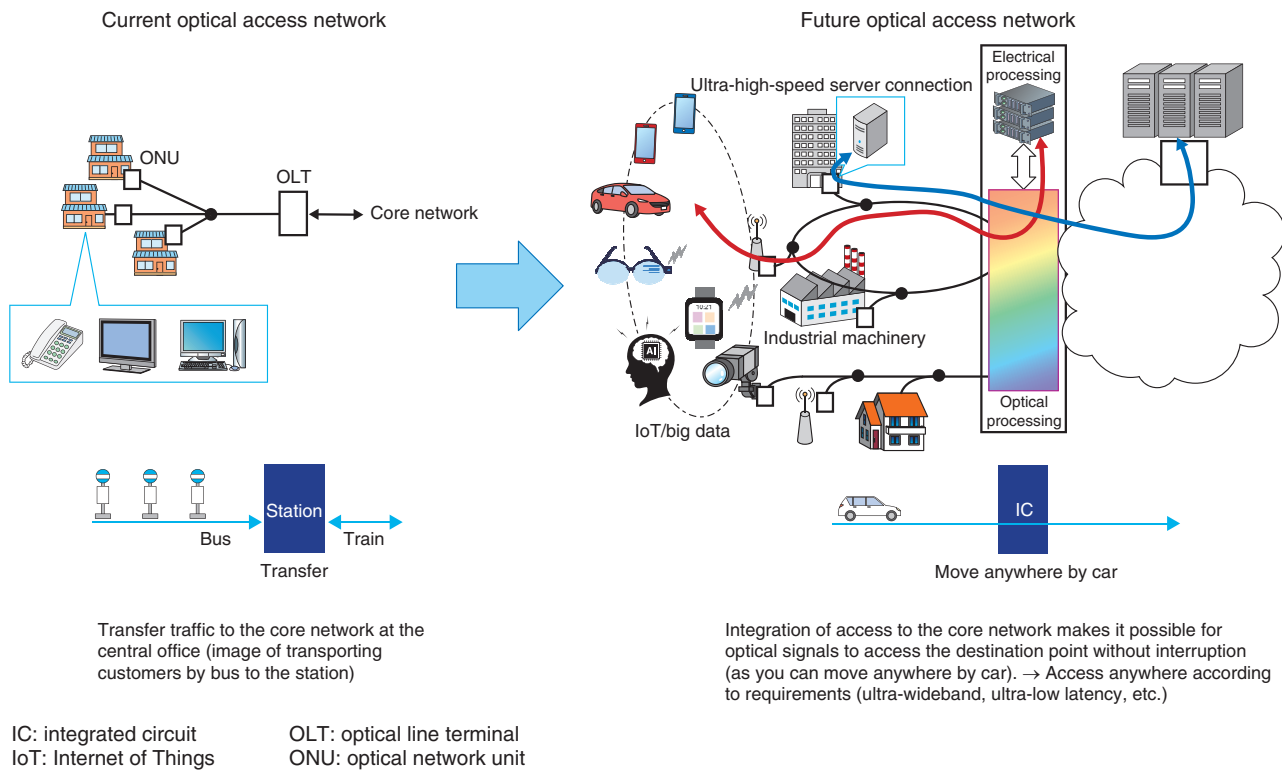 Current optical access network
Future optical access network
ONU
OLT
Core network
Ultra-high-speed server connection
Electrical
processing
10:21
AI
Industrial machinery
IoT/big data
Optical
processing
Station
Bus
Train
Transfer
IC
Move anywhere by car
Transfer traffic to the core network at the
central office (image of transporting
customers by bus to the station)
Integration of access to the core network makes it possible for
optical signals to access the destination point without interruption
(as you can move anywhere by car). → Access anywhere according
to requirements (ultra-wideband, ultra-low latency, etc.)
IC: integrated circuit
IoT: Internet of Things
OLT: optical line terminal
ONU: optical network unit